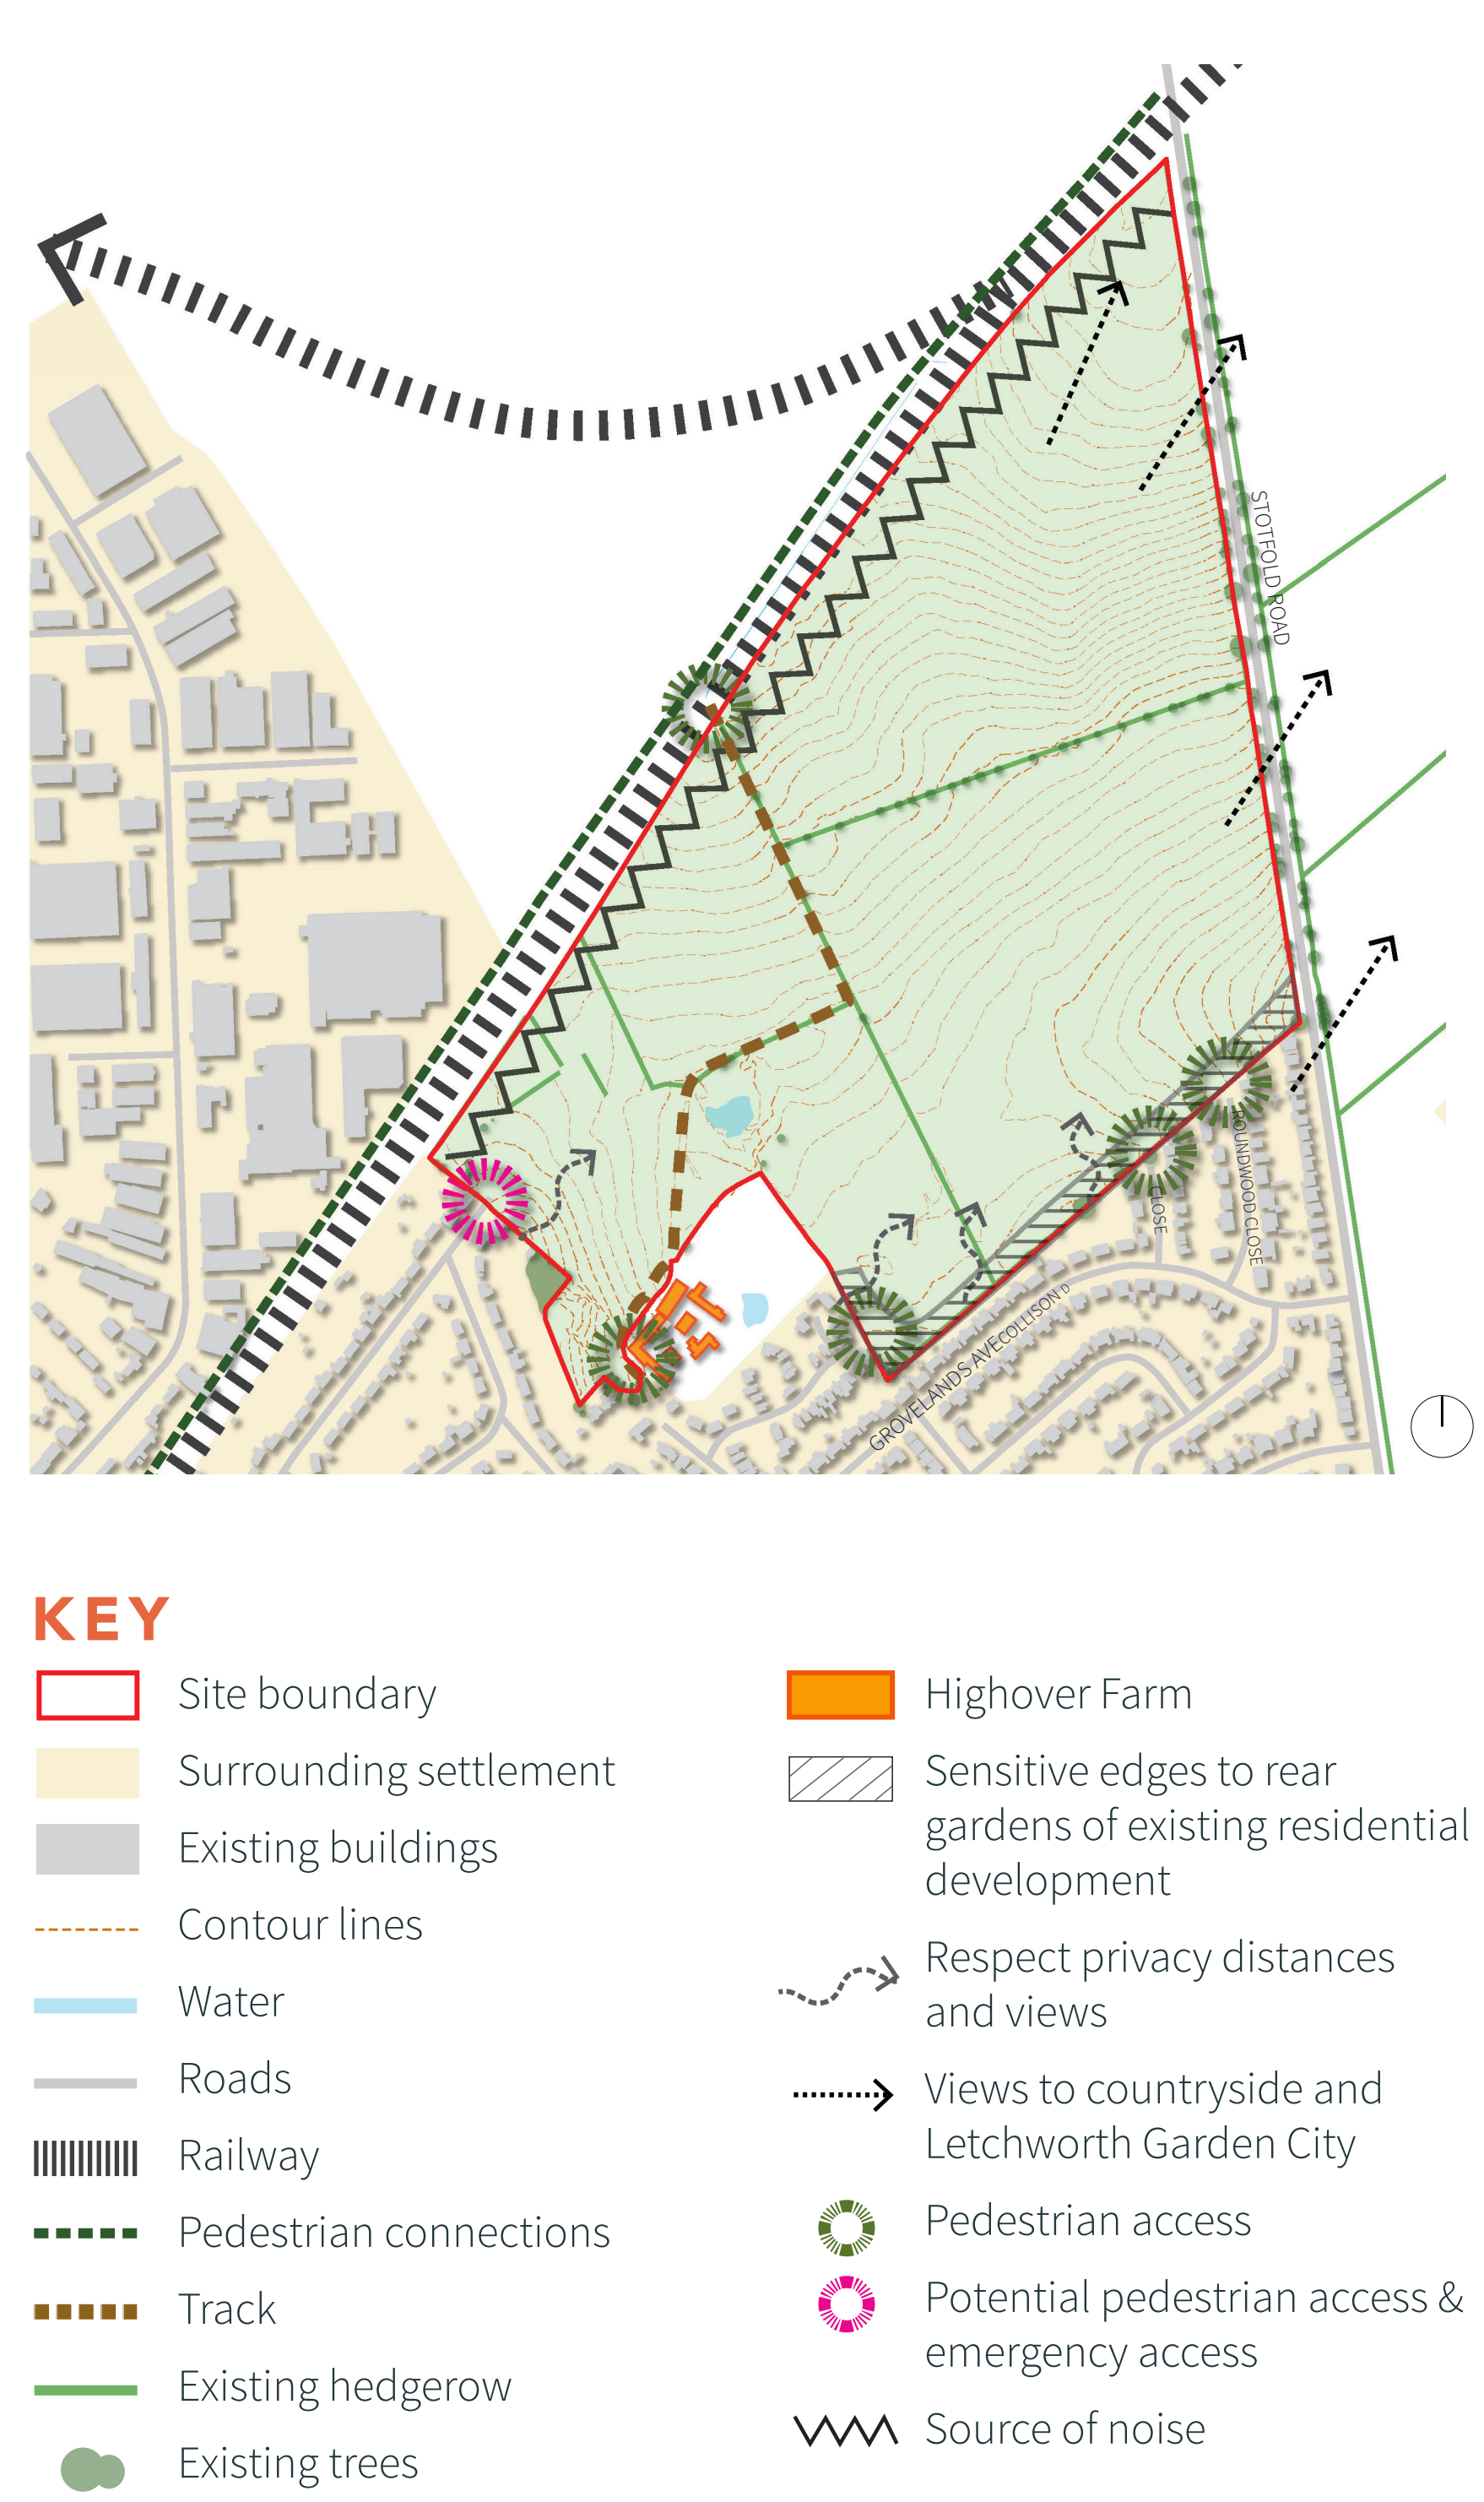 STOTFOLD ROAD
ROUNDWOOD CLOSE
CLOSE
GROVELANDS AVE
COLLISON
KEY
Site boundary
Surrounding settlement
Existing buildings
Contour lines
Water
Roads
Railway
Pedestrian connections
Track
Existing hedgerow
Existing trees
Highover Farm
Sensitive edges to rear
gardens of existing residential
development
Respect privacy distances
and views
Views to countryside and
Letchworth Garden City
Pedestrian access
Potential pedestrian access &
emergency access
Source of noise